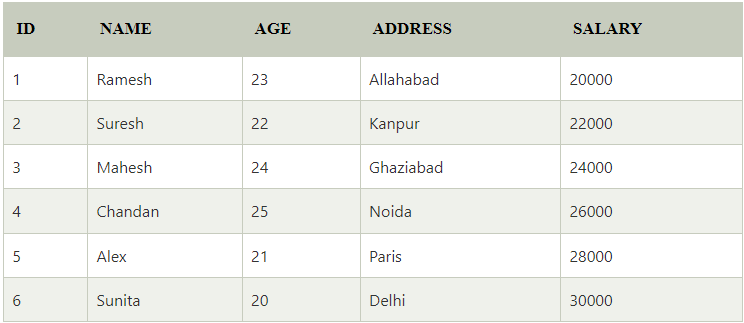 ID NAME AGE ADDRESS SALARY
1 Ramesh 23 Allahabad 20000
2 Suresh 22 Kanpur 22000
3 Mahesh 24 Ghaziabad 24000
4 Chandan 25 Noida 26000
5 Alex 21 Paris 28000
6 Sunita 20 Delhi 30000